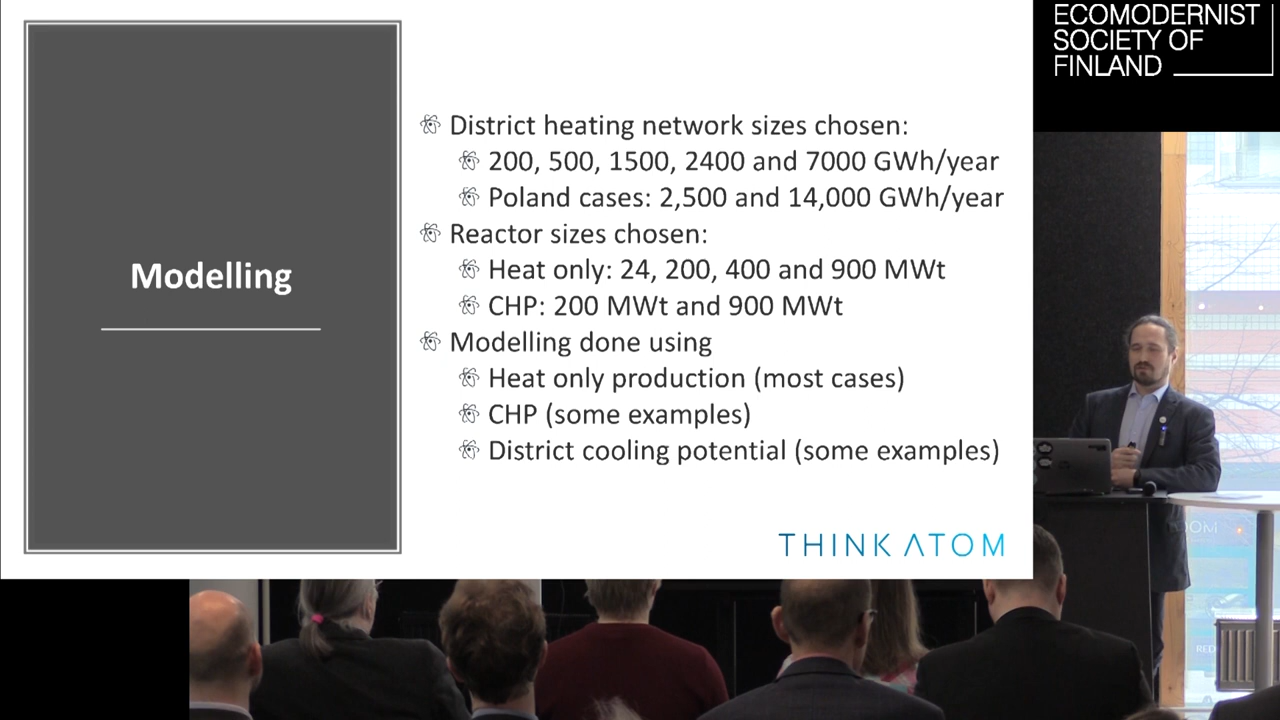 Modelling
District heating network sizes chosen:
200, 500, 1500, 2400 and 7000 GWh/year
Poland cases: 2,500 and 14,000 GWh/year
Reactor sizes chosen:
Heat only: 24, 200, 400 and 900 MWt
CHP: 200 MWt and 900 MWt
Modelling done using
Heat only production (most cases)
CHP (some examples)
District cooling potential (some examples)
THINK ATOM
ECOMODERNIST
SOCIETY OF
FINLAND
OOM
RED